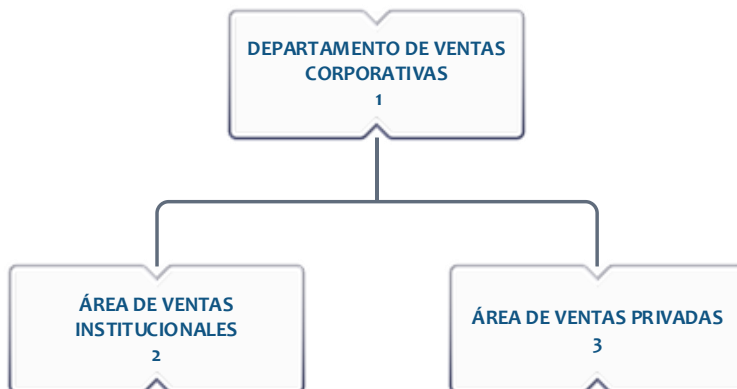 DEPARTAMENTO DE VENTAS
CORPORATIVAS
1
ÁREA DE VENTAS
INSTITUCIONALES
2
ÁREA DE VENTAS PRIVADAS
3